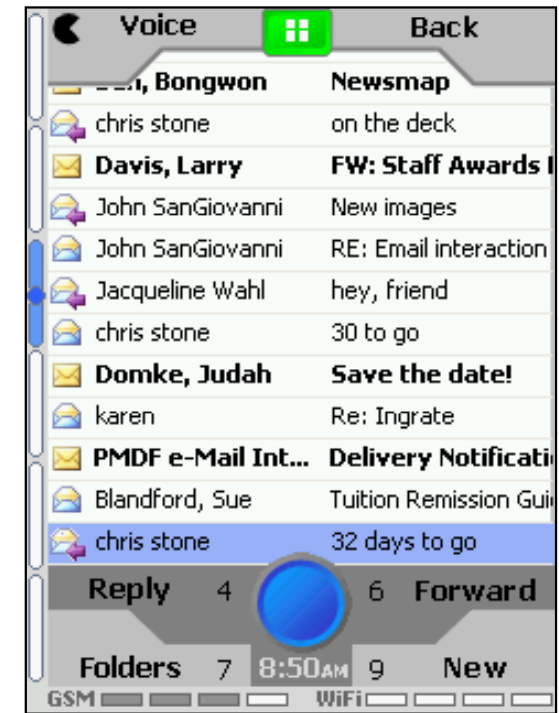 Voice Back
, Bongwon Newsmap
chris stone on the deck
Davis, Larry FW: Staff Awards
John SanGiovanni New images
John SanGiovanni RE: Email interaction
Jacqueline Wahl hey, friend
chris stone 30 to go
Domke, Judah Save the date!
karen Re: Ingrate
PMDF e-Mail Int... Delivery Notificati
Blandford, Sue Tuition Remission Gui
chris stone 32 days to go
Reply 4 6 Forward
Folders 7 8:50AM 9 New
GSM WiFi